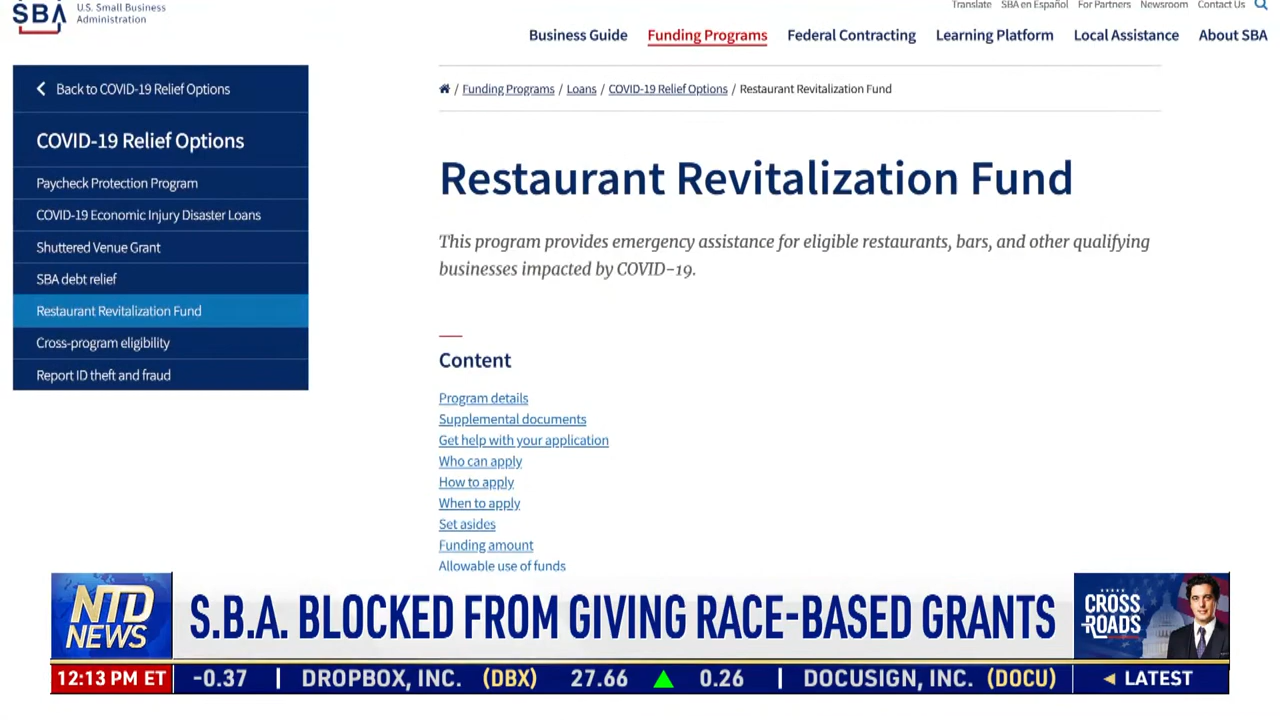 SBA
U.S. Small Business
Administration
Translate SBA en Español For Partners Newsroom Contact Us
Business Guide Funding Programs Federal Contracting Learning Platform Local Assistance About SBA
Back to COVID-19 Relief Options
COVID-19 Relief Options
Paycheck Protection Program
COVID-19 Economic Injury Disaster Loans
Shuttered Venue Grant
SBA debt relief
Restaurant Revitalization Fund
Cross-program eligibility
Report ID theft and fraud
/ Funding Programs / Loans / COVID-19 Relief Options / Restaurant Revitalization Fund
Restaurant Revitalization Fund
This program provides emergency assistance for eligible restaurants, bars, and other qualifying
businesses impacted by COVID-19.
Content
Program details
Supplemental documents
Get help with your application
Who can apply
How to apply
When to apply
Set asides
Funding amount
Allowable use of funds
NTD
NEWS
S.B.A. BLOCKED FROM GIVING RACE-BASED GRANTS
CROSS
ROADS
12:13 PM ET -0.37 | DROPBOX, INC. (DBX) 27.66 ▲ 0.26 | DOCUSIGN, INC. (DOCU) ◄ LATEST